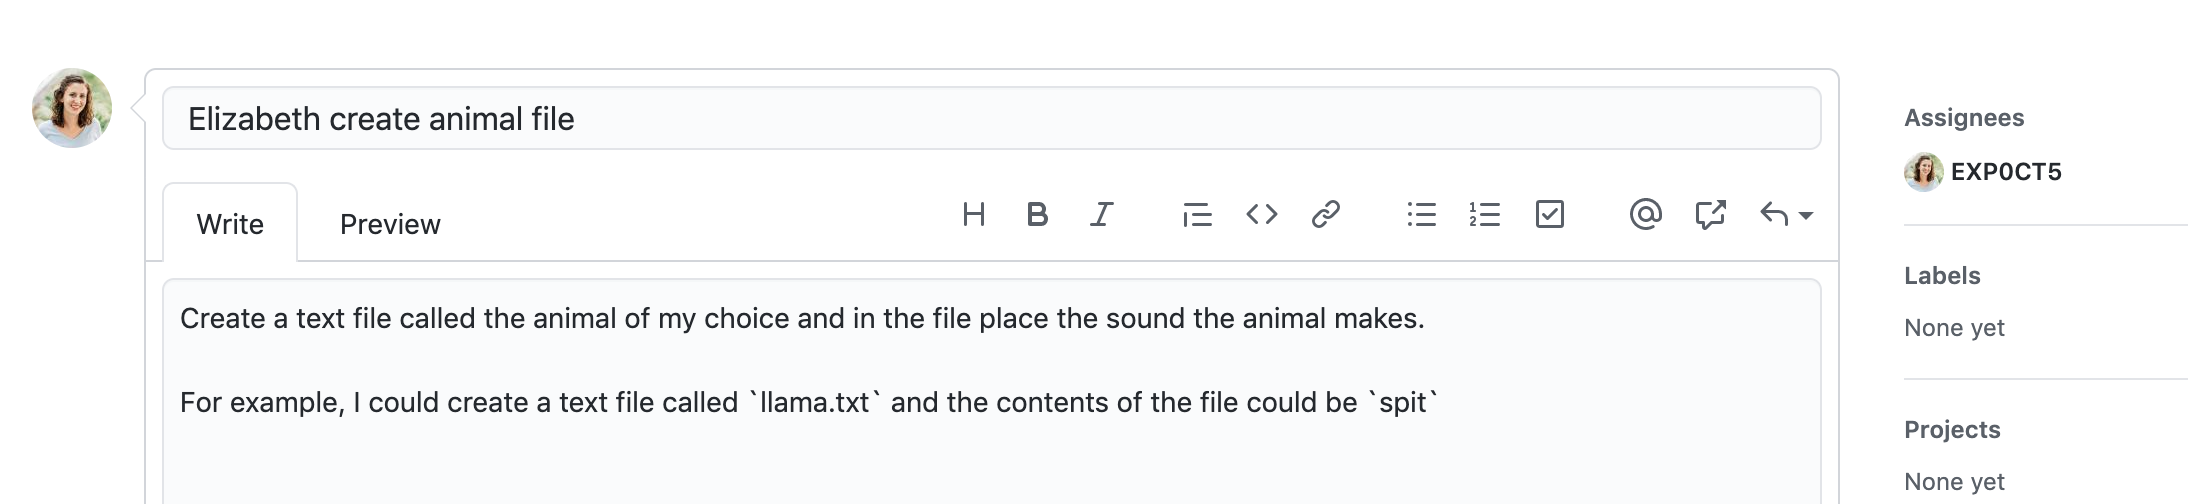 Elizabeth create animal file
Assignees
EXP0CT5
Write
Preview
Create a text file called the animal of my choice and in the file place the sound the animal makes.
For example, I could create a text file called `llama.txt` and the contents of the file could be `spit`
Labels
None yet
Projects
None yet